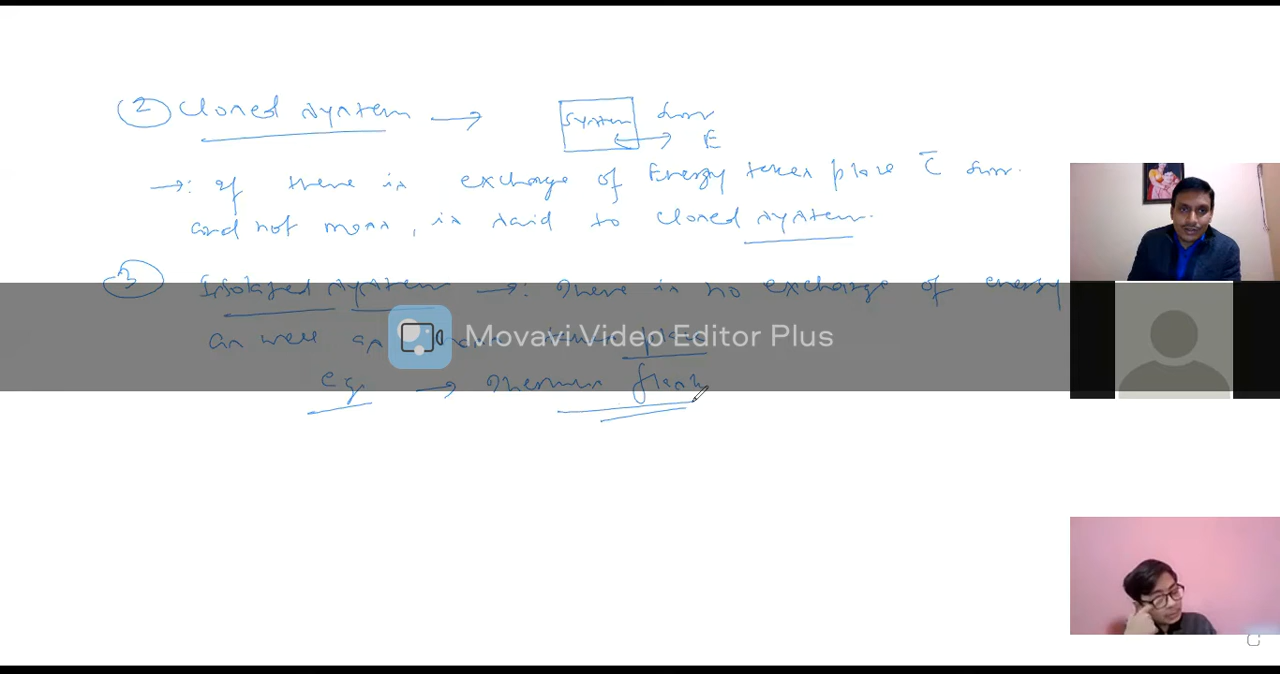 ② Closed system →
System surr
E
→: If there is exchange of Energy takes place c̄ surr.
and not mass, is said to closed system.
③ Isolated system →: There is no exchange of energy
as well as place
Movavi Video Editor Plus
eg → Thermos flask